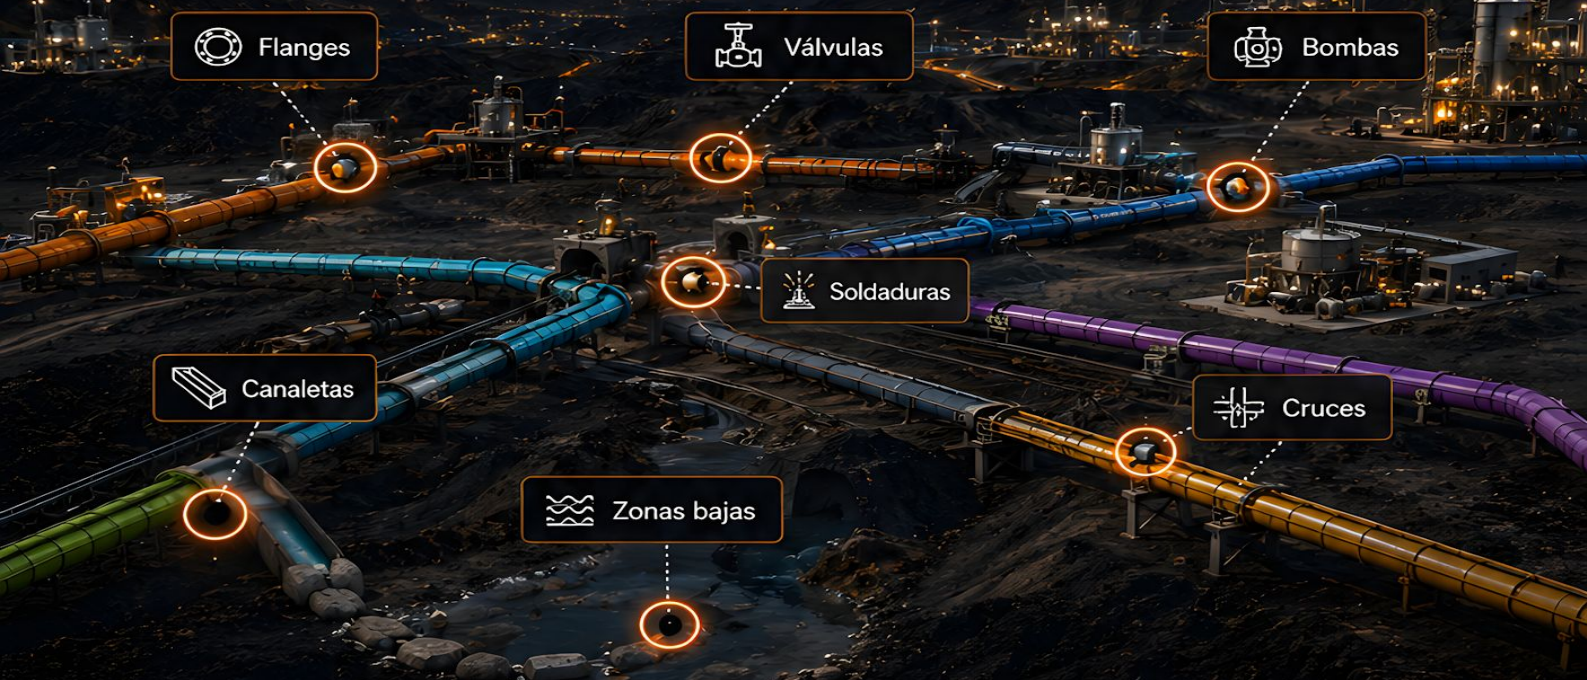 Flanges
Válvulas
Bombas
Soldaduras
Canaletas
Cruces
Zonas bajas